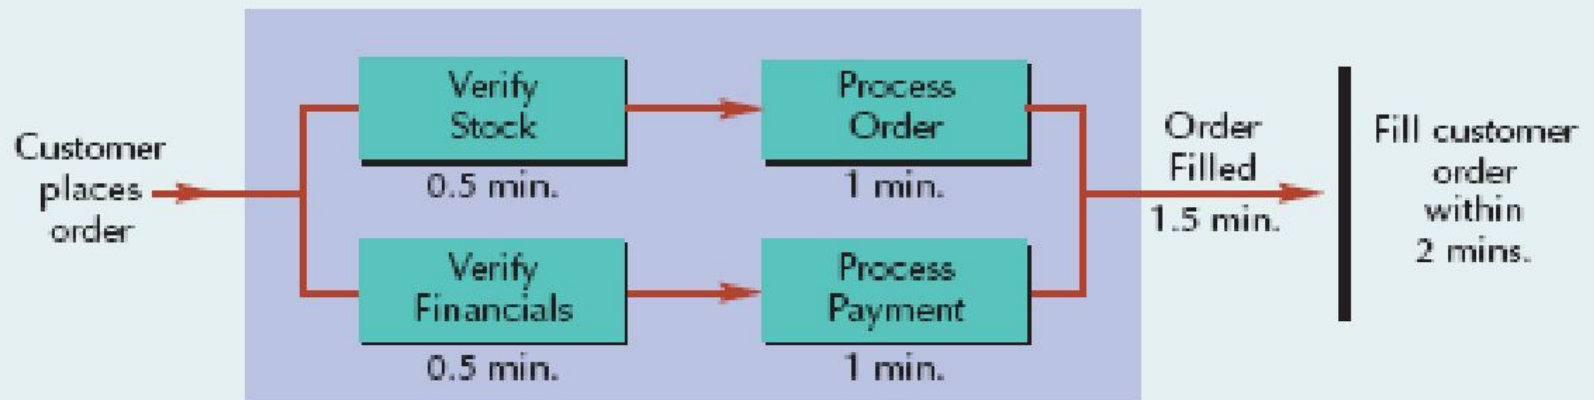 Customer
places
order
Verify
Stock
0.5 min.
Process
Order
1 min.
Verify
Financials
0.5 min.
Process
Payment
1 min.
Order
Filled
1.5 min.
Fill customer
order
within
2 mins.